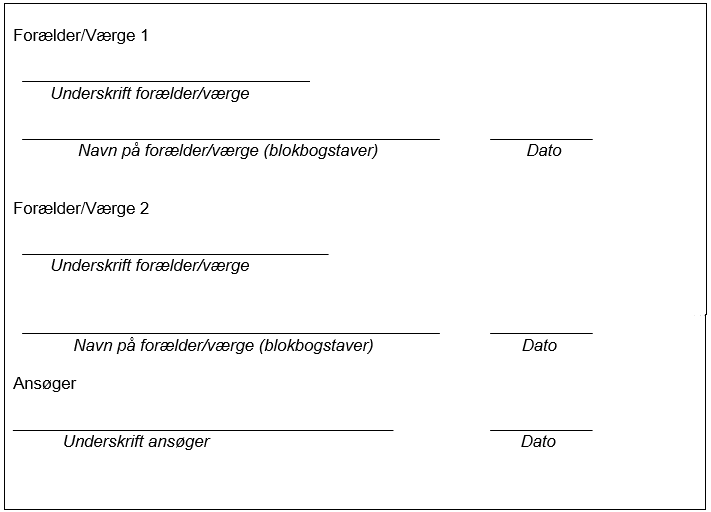 Forælder/Værge 1
Underskrift forælder/værge
Navn på forælder/værge (blokbogstaver) Dato
Forælder/Værge 2
Underskrift forælder/værge
Navn på forælder/værge (blokbogstaver) Dato
Ansøger
Underskrift ansøger Dato